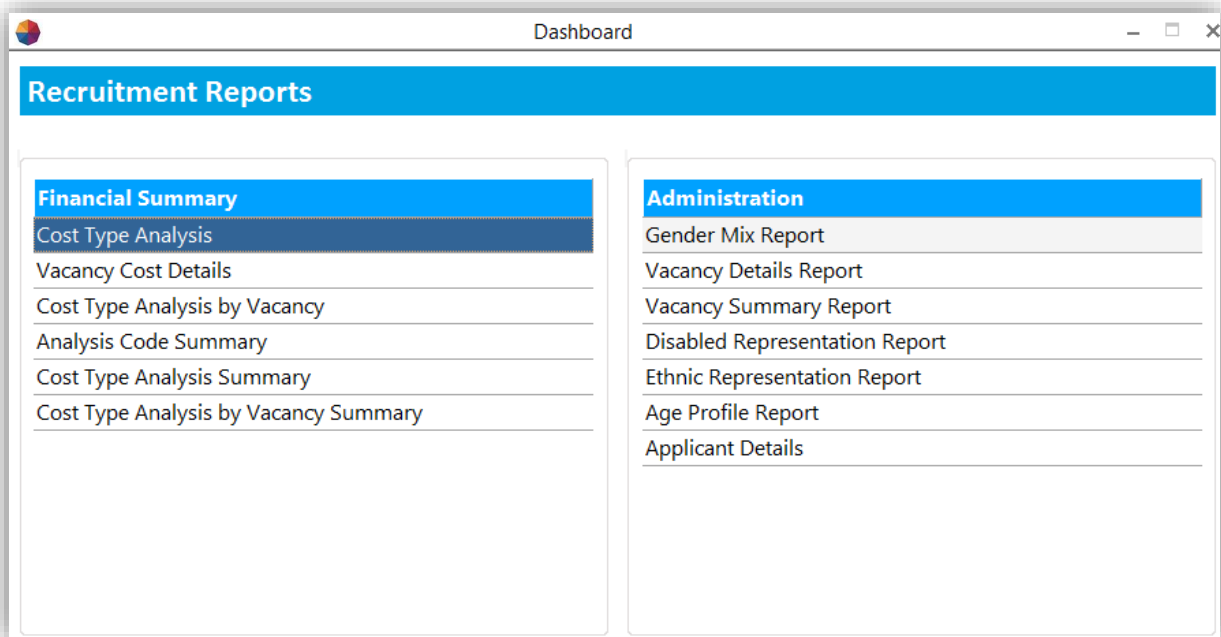 Dashboard
Recruitment Reports
Financial Summary
Cost Type Analysis
Vacancy Cost Details
Cost Type Analysis by Vacancy
Analysis Code Summary
Cost Type Analysis Summary
Cost Type Analysis by Vacancy Summary
Administration
Gender Mix Report
Vacancy Details Report
Vacancy Summary Report
Disabled Representation Report
Ethnic Representation Report
Age Profile Report
Applicant Details